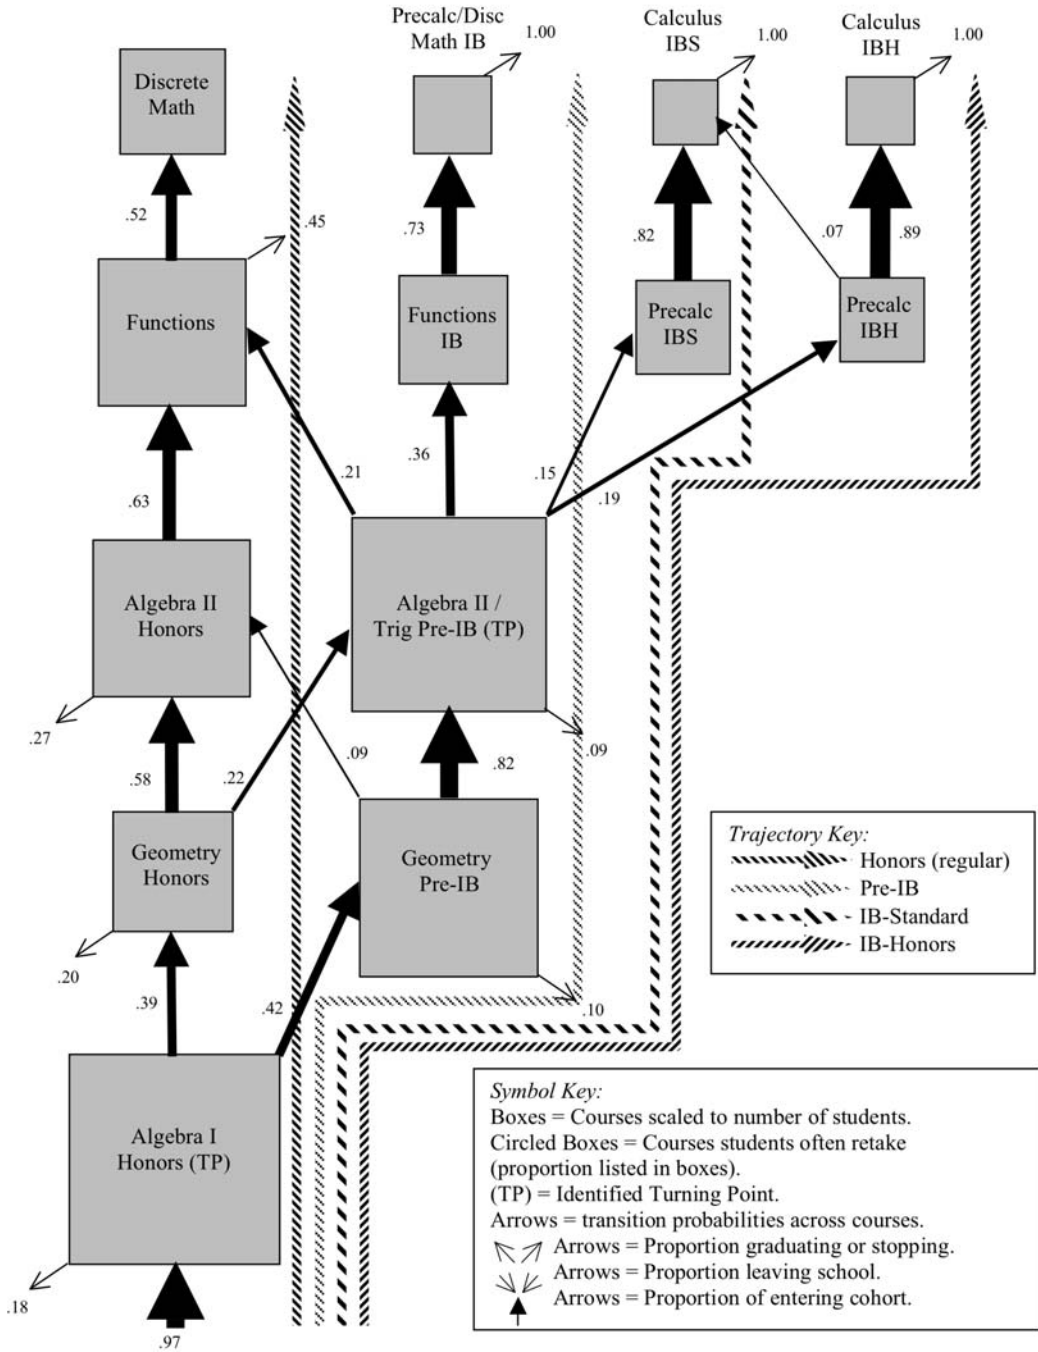 Precalc/Disc
Math IB
1.00
Calculus
IBS
1.00
Calculus
IBH
1.00
Discrete
Math
.52
.45
.73
.82
.07
.89
Functions
Functions
IB
Precalc
IBS
Precalc
IBH
.63
.21
.36
.15
.19
Algebra II
Honors
Algebra II /
Trig Pre-IB (TP)
.27
.58
.22
.09
.82
.09
Geometry
Honors
Geometry
Pre-IB
.20
.39
.42
.10
Algebra I
Honors (TP)
.18
.97
Trajectory Key:
Honors (regular)
Pre-IB
IB-Standard
IB-Honors
Symbol Key:
Boxes = Courses scaled to number of students.
Circled Boxes = Courses students often retake
(proportion listed in boxes).
(TP) = Identified Turning Point.
Arrows = transition probabilities across courses.
Arrows = Proportion graduating or stopping.
Arrows = Proportion leaving school.
Arrows = Proportion of entering cohort.